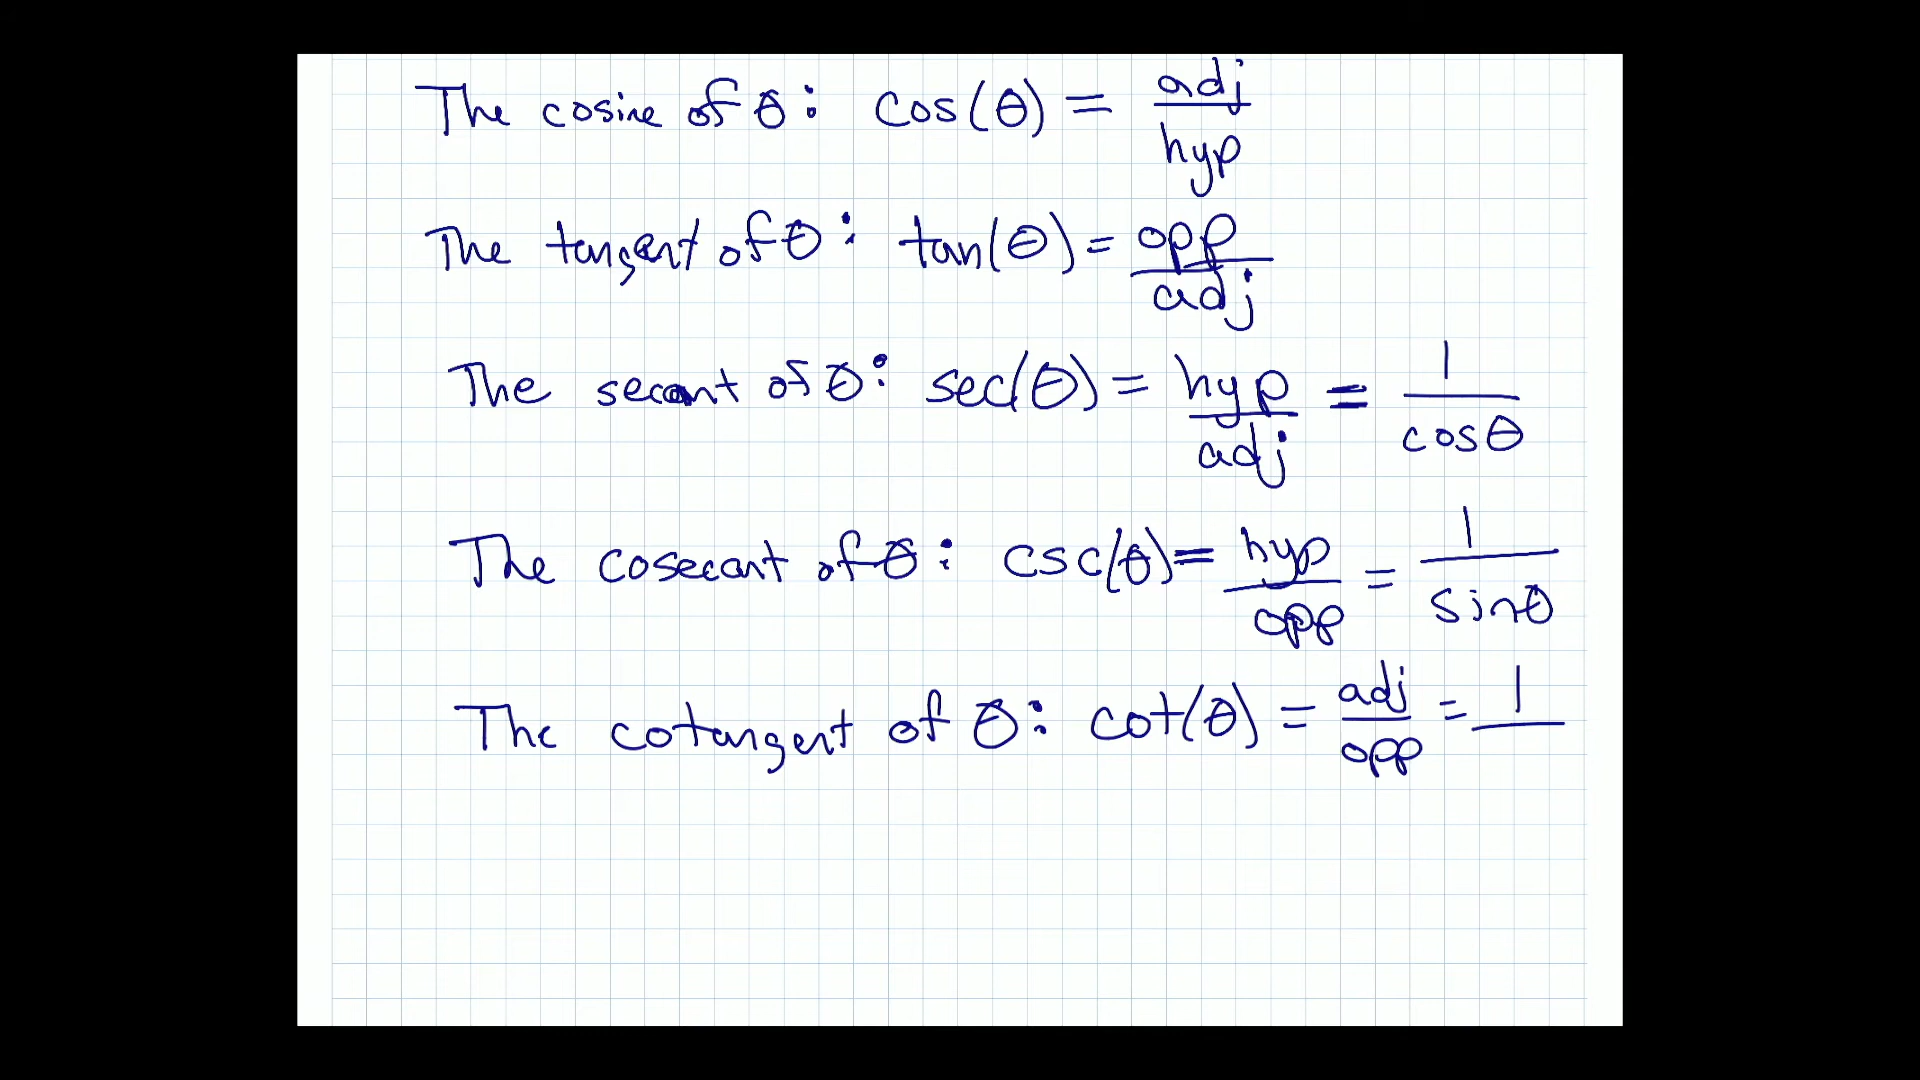 The cosine of θ: cos(θ) = adj/hyp
The tangent of θ: tan(θ) = opp/adj
The secant of θ: sec(θ) = hyp/adj = 1/cosθ
The cosecant of θ: csc(θ) = hyp/opp = 1/sinθ
The cotangent of θ: cot(θ) = adj/opp = 1/